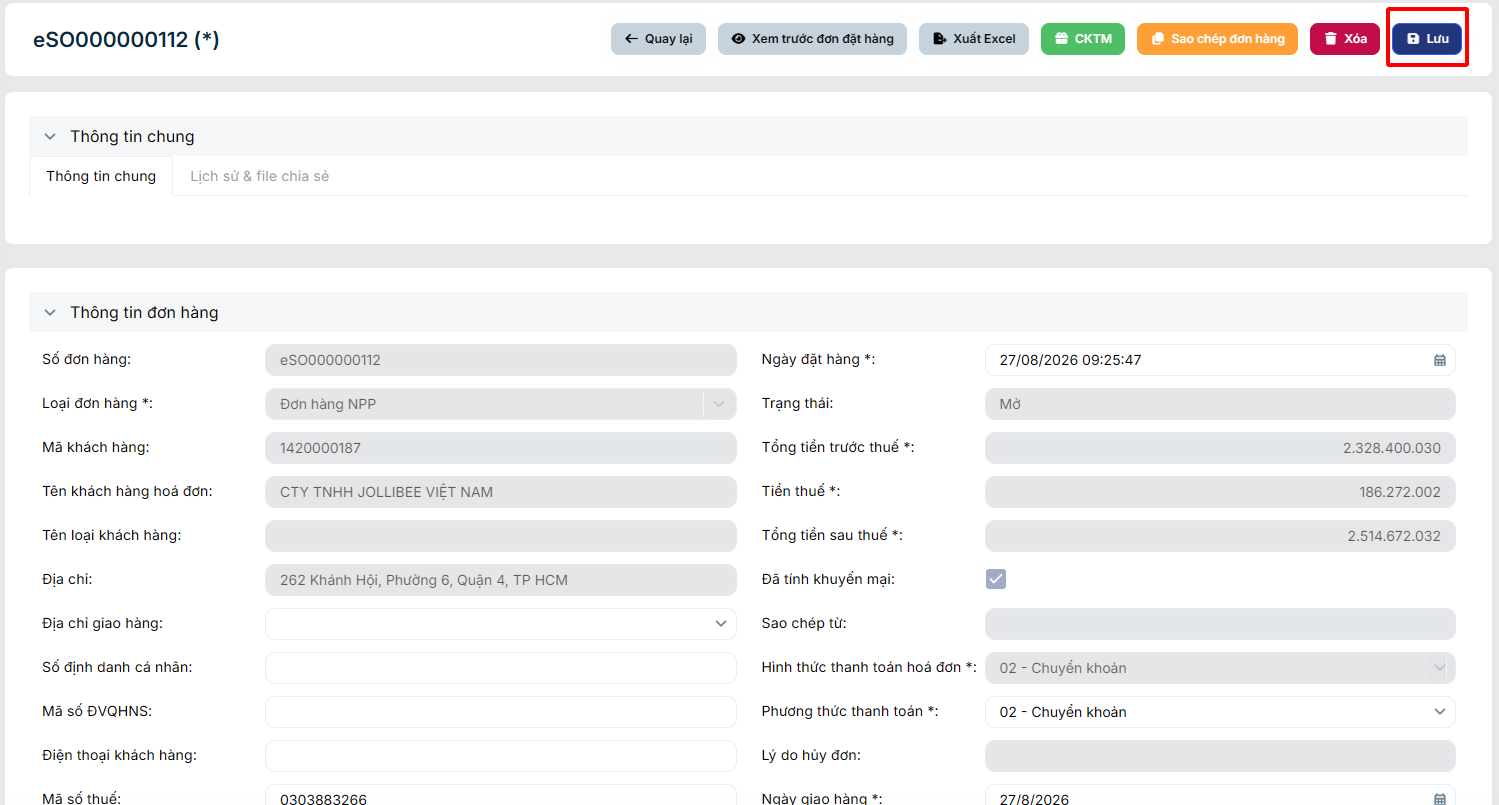 eSO000000112 (*)
Quay lại
Xem trước đơn đặt hàng
Xuất Excel
CKTM
Sao chép đơn hàng
Xóa
Lưu
Thông tin chung
Thông tin chung
Lịch sử & file chia sẻ
Thông tin đơn hàng
Số đơn hàng:
eSO000000112
Ngày đặt hàng *:
27/08/2026 09:25:47
Loại đơn hàng *:
Đơn hàng NPP
Trạng thái:
Mở
Mã khách hàng:
1420000187
Tổng tiền trước thuế *:
2.328.400.030
Tên khách hàng hoá đơn:
CTY TNHH JOLLIBEE VIỆT NAM
Tiền thuế *:
186.272.002
Tên loại khách hàng:
Tổng tiền sau thuế *:
2.514.672.032
Địa chỉ:
262 Khánh Hội, Phường 6, Quận 4, TP HCM
Đã tính khuyến mại:
Địa chỉ giao hàng:
Sao chép từ:
Số định danh cá nhân:
Hình thức thanh toán hoá đơn *:
02 - Chuyển khoản
Mã số ĐVQHNS:
Phương thức thanh toán *:
02 - Chuyển khoản
Điện thoại khách hàng:
Lý do hủy đơn:
Mã số thuế:
0303883266
Ngày giao hàng *:
27/8/2026